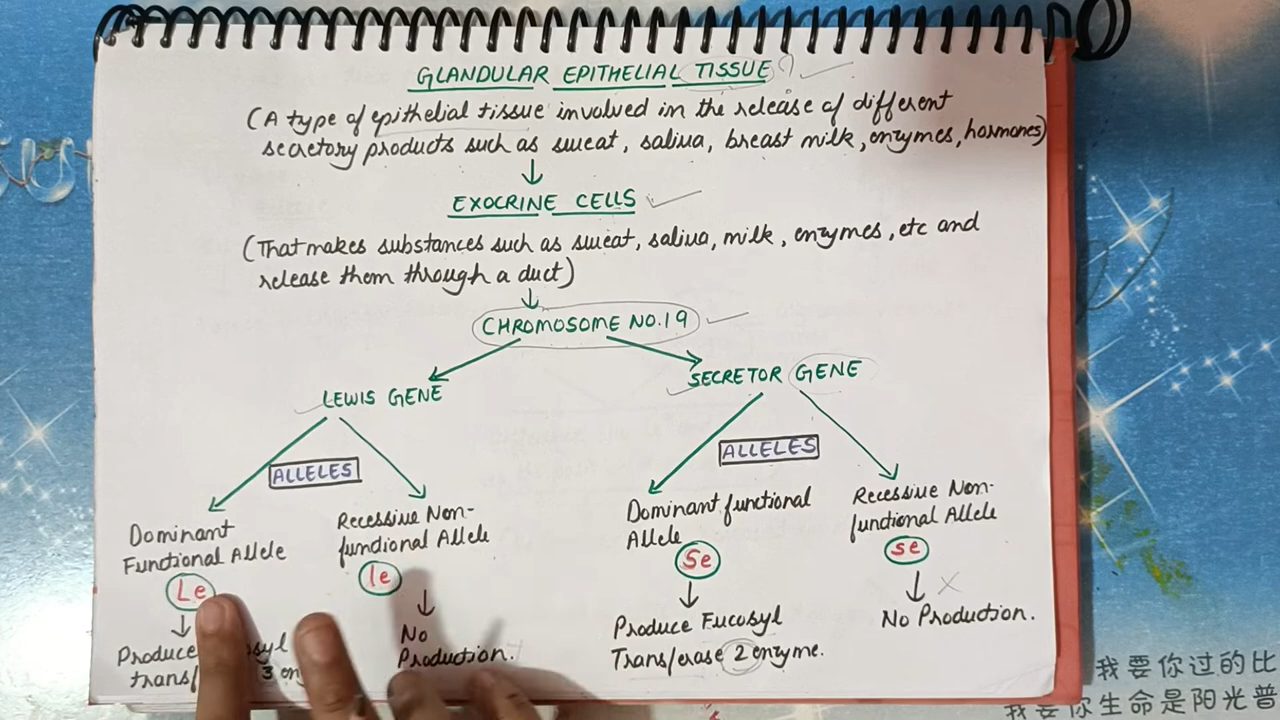 GLANDULAR EPITHELIAL TISSUE?
(A type of epithelial tissue involved in the release of different
secretory products such as sweat, saliva, breast milk, enzymes, hormones)
EXOCRINE CELLS
(That makes substances such as sweat, saliva, milk, enzymes, etc and
release them through a duct)
CHROMOSOME NO.19
LEWIS GENE
SECRETOR GENE
ALLELES
ALLELES
Dominant
Functional Allele
Le
Produce
3
Recessive Non-
functional Allele
le
No
Production.
Dominant functional
Allele
Se
Produce Fucosyl
Transferase 2 enzyme.
Recessive Non-
functional Allele
se
No Production.
我要你过的比
我要你生命是阳光普